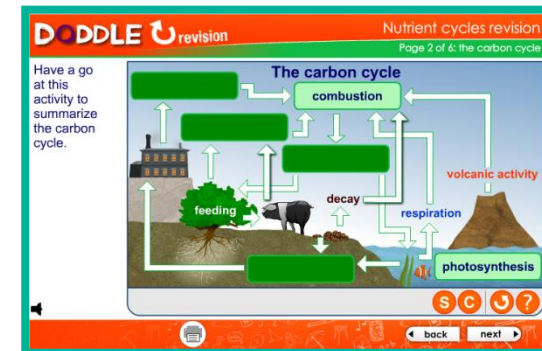 DODDLE revision
Nutrient cycles revision
Page 2 of 6: the carbon cycle
Have a go
at this
activity to
summarize
the carbon
cycle.
The carbon cycle
combustion
volcanic activity
decay
feeding
respiration
photosynthesis
S C ?
back next